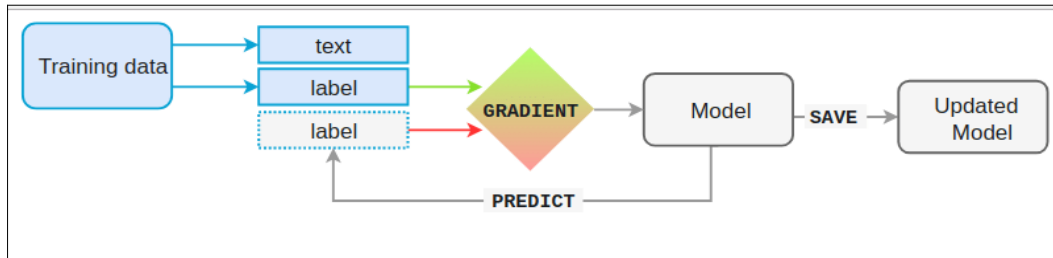 Training data
text
label
label
GRADIENT
Model
SAVE
Updated
Model
PREDICT